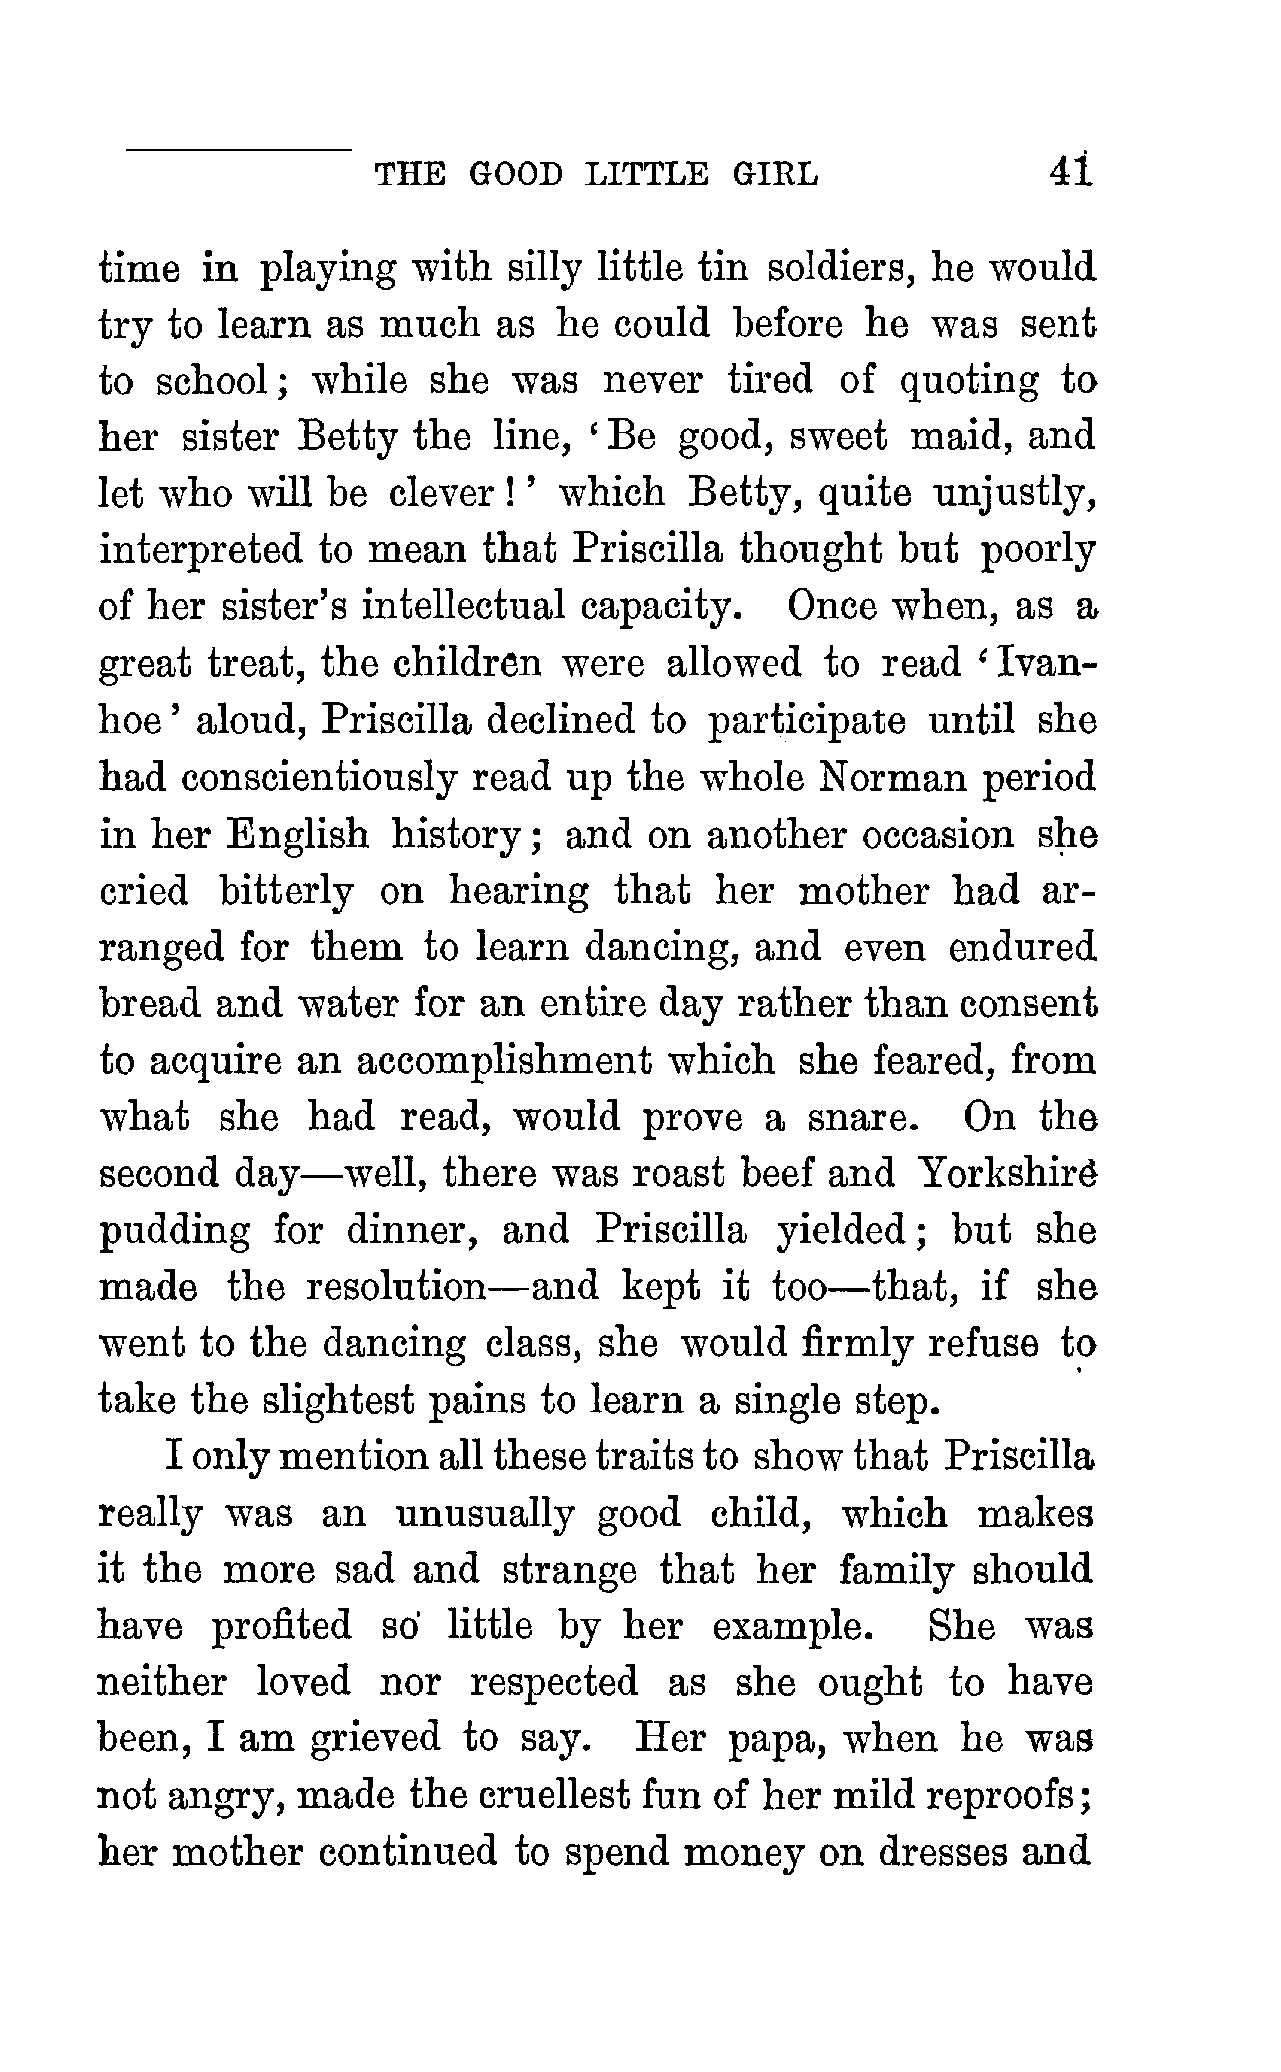 THE GOOD LITTLE GIRL 41
time in playing with silly little tin soldiers, he would
try to learn as much as he could before he was sent
to school; while she was never tired of quoting to
her sister Betty the line, ‘Be good, sweet maid, and
let who will be clever!’ which Betty, quite unjustly,
interpreted to mean that Priscilla thought but poorly
of her sister’s intellectual capacity. Once when, as a
great treat, the children were allowed to read ‘Ivan-
hoe’ aloud, Priscilla declined to participate until she
had conscientiously read up the whole Norman period
in her English history; and on another occasion she
cried bitterly on hearing that her mother had ar-
ranged for them to learn dancing, and even endured
bread and water for an entire day rather than consent
to acquire an accomplishment which she feared, from
what she had read, would prove a snare. On the
second day—well, there was roast beef and Yorkshire
pudding for dinner, and Priscilla yielded; but she
made the resolution—and kept it too—that, if she
went to the dancing class, she would firmly refuse to
take the slightest pains to learn a single step.
I only mention all these traits to show that Priscilla
really was an unusually good child, which makes
it the more sad and strange that her family should
have profited so little by her example. She was
neither loved nor respected as she ought to have
been, I am grieved to say. Her papa, when he was
not angry, made the cruellest fun of her mild reproofs;
her mother continued to spend money on dresses and